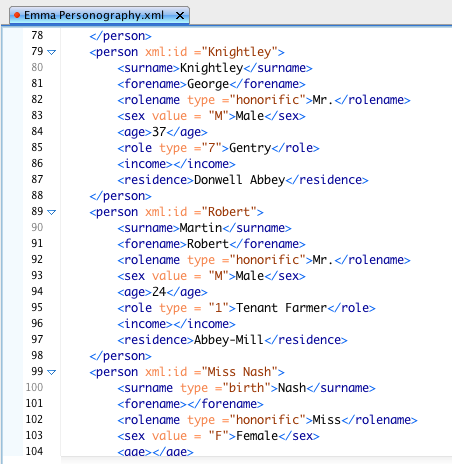 Emma Personography.xml
78 </person>
79 <person xml:id ="Knightley">
80 <surname>Knightley</surname>
81 <forename>George</forename>
82 <rolename type ="honorific">Mr.</rolename>
83 <sex value = "M">Male</sex>
84 <age>37</age>
85 <role type ="7">Gentry</role>
86 <income></income>
87 <residence>Donwell Abbey</residence>
88 </person>
89 <person xml:id ="Robert">
90 <surname>Martin</surname>
91 <forename>Robert</forename>
92 <rolename type ="honorific">Mr.</rolename>
93 <sex value = "M">Male</sex>
94 <age>24</age>
95 <role type = "1">Tenant Farmer</role>
96 <income></income>
97 <residence>Abbey-Mill</residence>
98 </person>
99 <person xml:id ="Miss Nash">
100 <surname type ="birth">Nash</surname>
101 <forename></forename>
102 <rolename type ="honorific">Miss</rolename>
103 <sex value = "F">Female</sex>
104 <age></age>